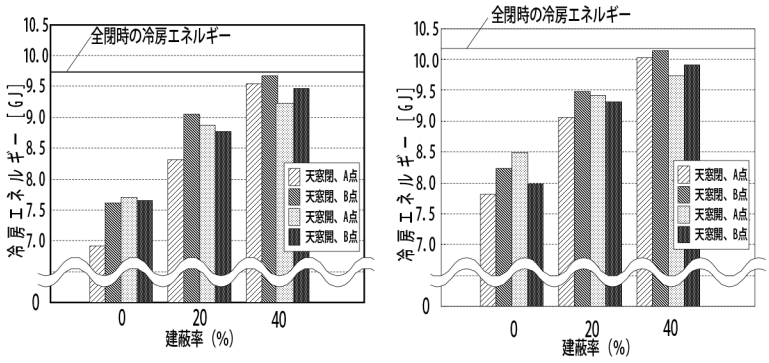 10.5
10.0
9.5
9.0
8.5
8.0
7.5
7.0
0
冷房エネルギー [GJ]
全閉時の冷房エネルギー
天窓閉、A点
天窓閉、B点
天窓開、A点
天窓開、B点
0 20 40
建蔽率 (%)
10.5
10.0
9.5
9.0
8.5
8.0
7.5
7.0
0
冷房エネルギー [GJ]
全閉時の冷房エネルギー
天窓閉、A点
天窓閉、B点
天窓開、A点
天窓開、B点
0 20 40
建蔽率 (%)